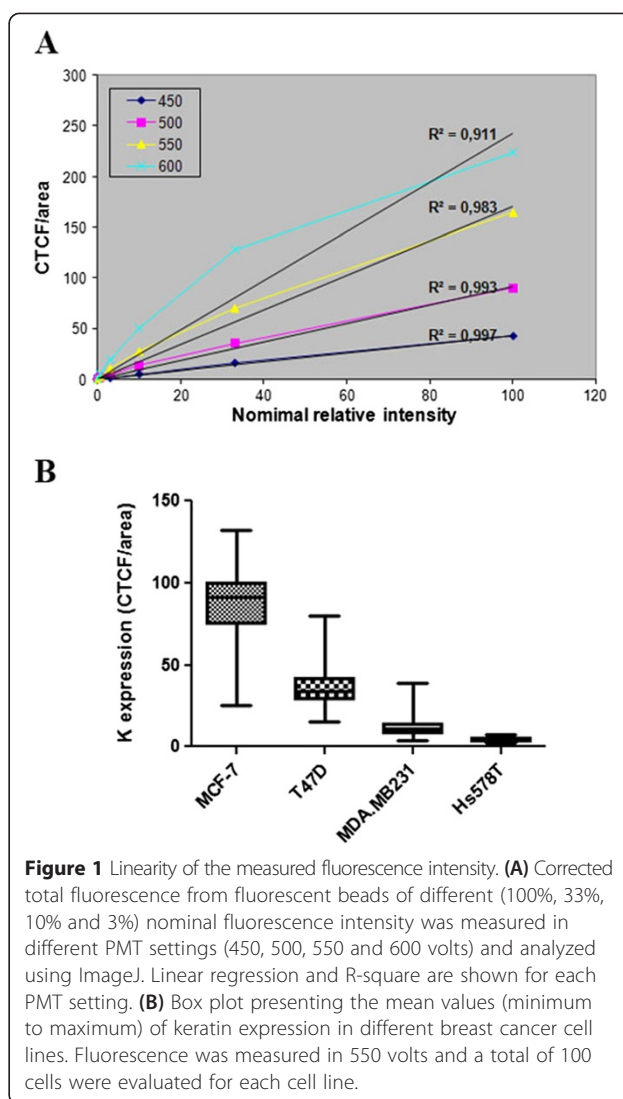 A
300
250
200
150
100
50
0
CTCF/area
450
500
550
600
R² = 0,911
R² = 0,983
R² = 0,993
R² = 0,997
0 20 40 60 80 100 120
Nomimal relative intensity
B
150
100
50
0
K expression (CTCF/area)
MCF-7
T47D
MDA.MB231
Hs578T
Figure 1 Linearity of the measured fluorescence intensity. (A) Corrected
total fluorescence from fluorescent beads of different (100%, 33%,
10% and 3%) nominal fluorescence intensity was measured in
different PMT settings (450, 500, 550 and 600 volts) and analyzed
using ImageJ. Linear regression and R-square are shown for each
PMT setting. (B) Box plot presenting the mean values (minimum
to maximum) of keratin expression in different breast cancer cell
lines. Fluorescence was measured in 550 volts and a total of 100
cells were evaluated for each cell line.